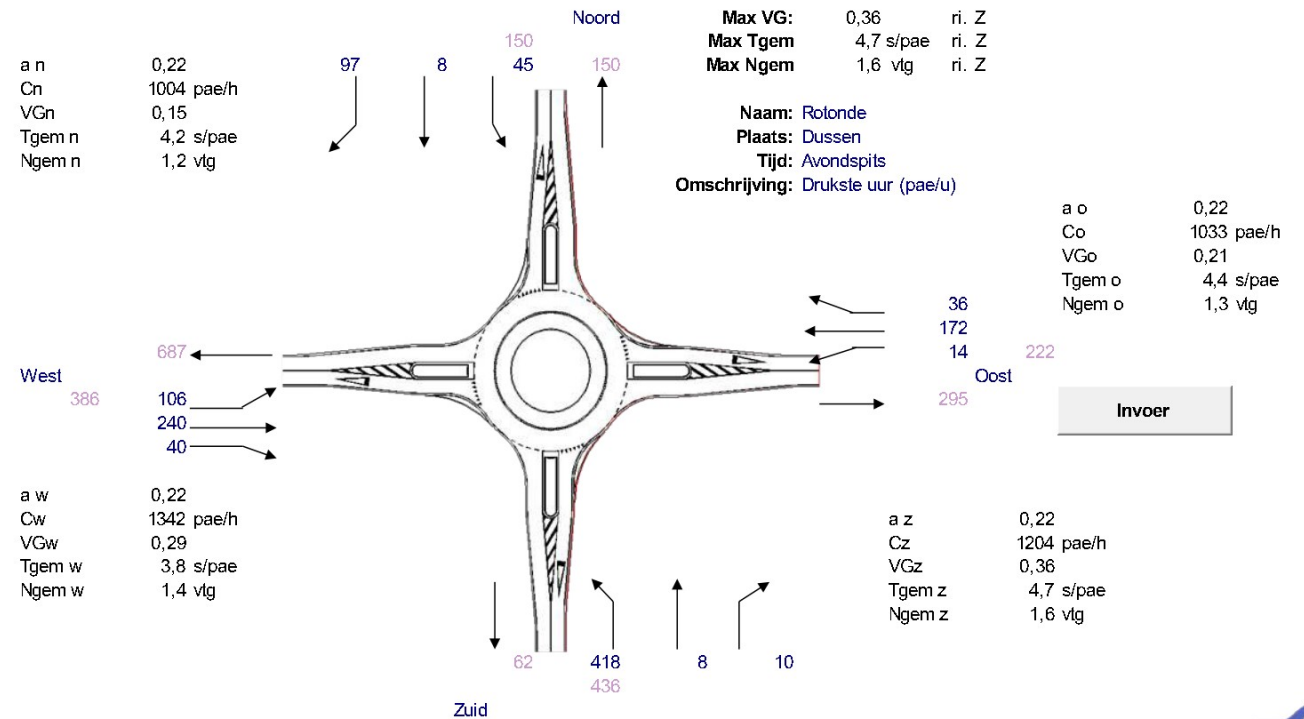 Noord
Max VG: 0,36 ri. Z
150
Max Tgem 4,7 s/pae ri. Z
a n 0,22
97 8 45 150
Max Ngem 1,6 vtg ri. Z
Cn 1004 pae/h
VGn 0,15
Tgem n 4,2 s/pae
Ngem n 1,2 vtg
Naam: Rotonde
Plaats: Dussen
Tijd: Avondspits
Omschrijving: Drukste uur (pae/u)
a o 0,22
Co 1033 pae/h
VGo 0,21
Tgem o 4,4 s/pae
Ngem o 1,3 vtg
36
172
14 222
Oost
295
687
West
386 106
240
40
Invoer
a w 0,22
Cw 1342 pae/h
VGw 0,29
Tgem w 3,8 s/pae
Ngem w 1,4 vtg
a z 0,22
Cz 1204 pae/h
VGz 0,36
Tgem z 4,7 s/pae
Ngem z 1,6 vtg
62 418 8 10
436
Zuid